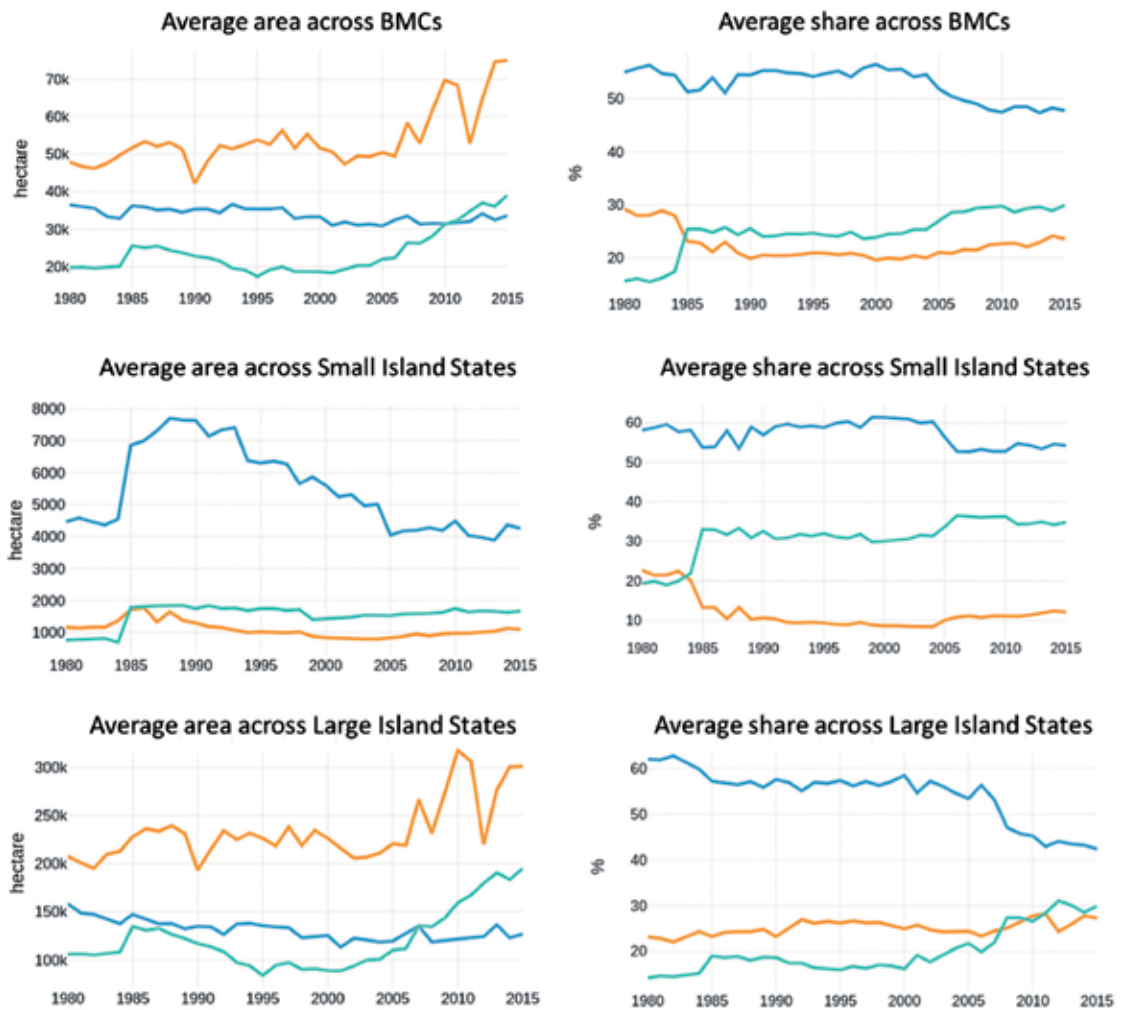 Average area across BMCs
70k
60k
50k
40k
30k
20k
hectare
1980 1985 1990 1995 2000 2005 2010 2015
Average share across BMCs
50
30
20
%
1980 1985 1990 1995 2000 2005 2010 2015
Average area across Small Island States
8000
7000
6000
5000
4000
3000
2000
1000
hectare
1980 1985 1990 1995 2000 2005 2010 2015
Average share across Small Island States
60
50
40
30
20
10
%
1980 1985 1990 1995 2000 2005 2010 2015
Average area across Large Island States
300k
250k
200k
150k
100k
hectare
1980 1985 1990 1995 2000 2005 2010 2015
Average share across Large Island States
60
50
40
30
20
%
1980 1985 1990 1995 2000 2005 2010 2015